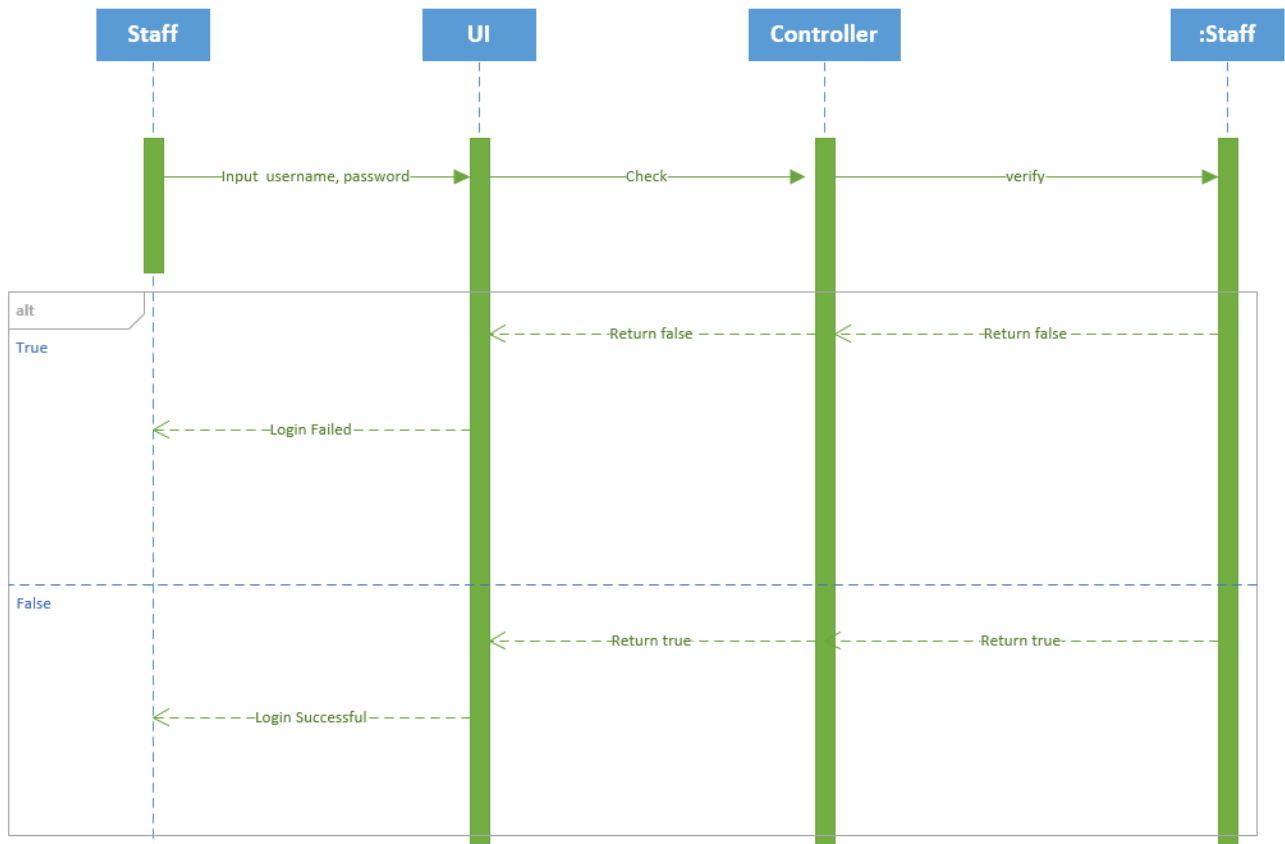 Staff
UI
Controller
:Staff
Input username, password
Check
verify
alt
True
Return false
Return false
Login Failed
False
Return true
Return true
Login Successful